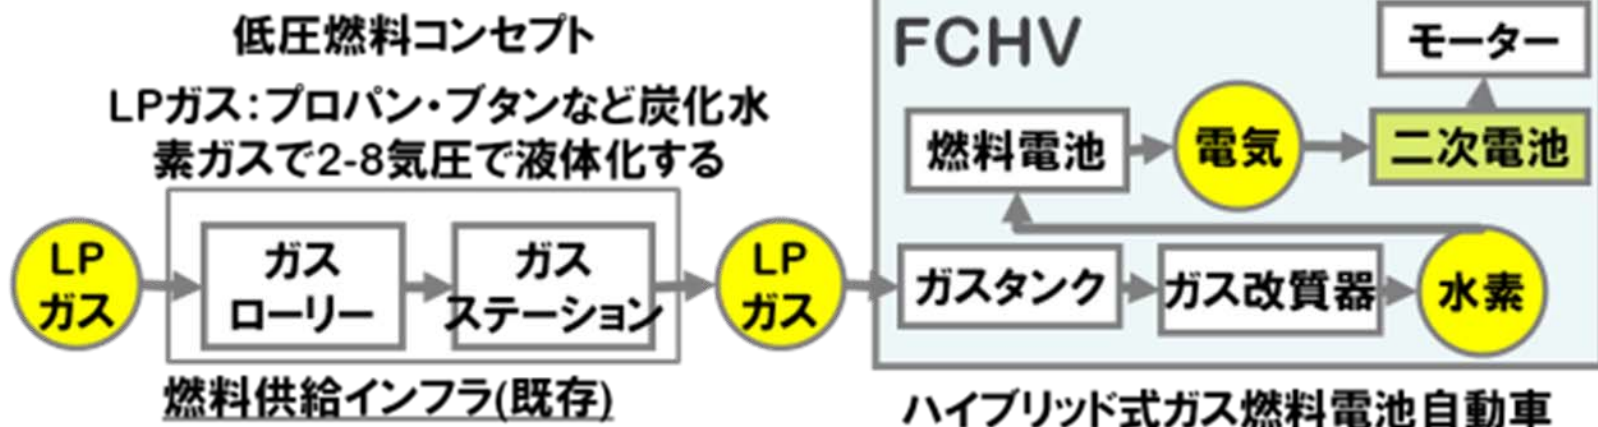 低圧燃料コンセプト
LPガス：プロパン・ブタンなど炭化水
素ガスで2-8気圧で液体化する
LP
ガス
ガス
ローリー
ガス
ステーション
燃料供給インフラ(既存)
LP
ガス
FCHV
モーター
燃料電池
電気
二次電池
ガスタンク
ガス改質器
水素
ハイブリッド式ガス燃料電池自動車